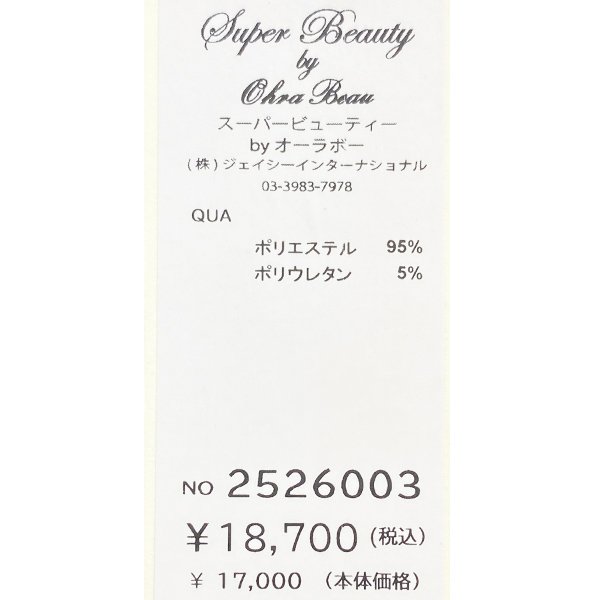 Super Beauty
by
Ohra Beau
スーパービューティー
by オーラボー
(株)ジェイシーインターナショナル
03-3983-7978
QUA
ポリエステル 95%
ポリウレタン 5%
NO 2526003
¥18,700(税込)
¥ 17,000 (本体価格)